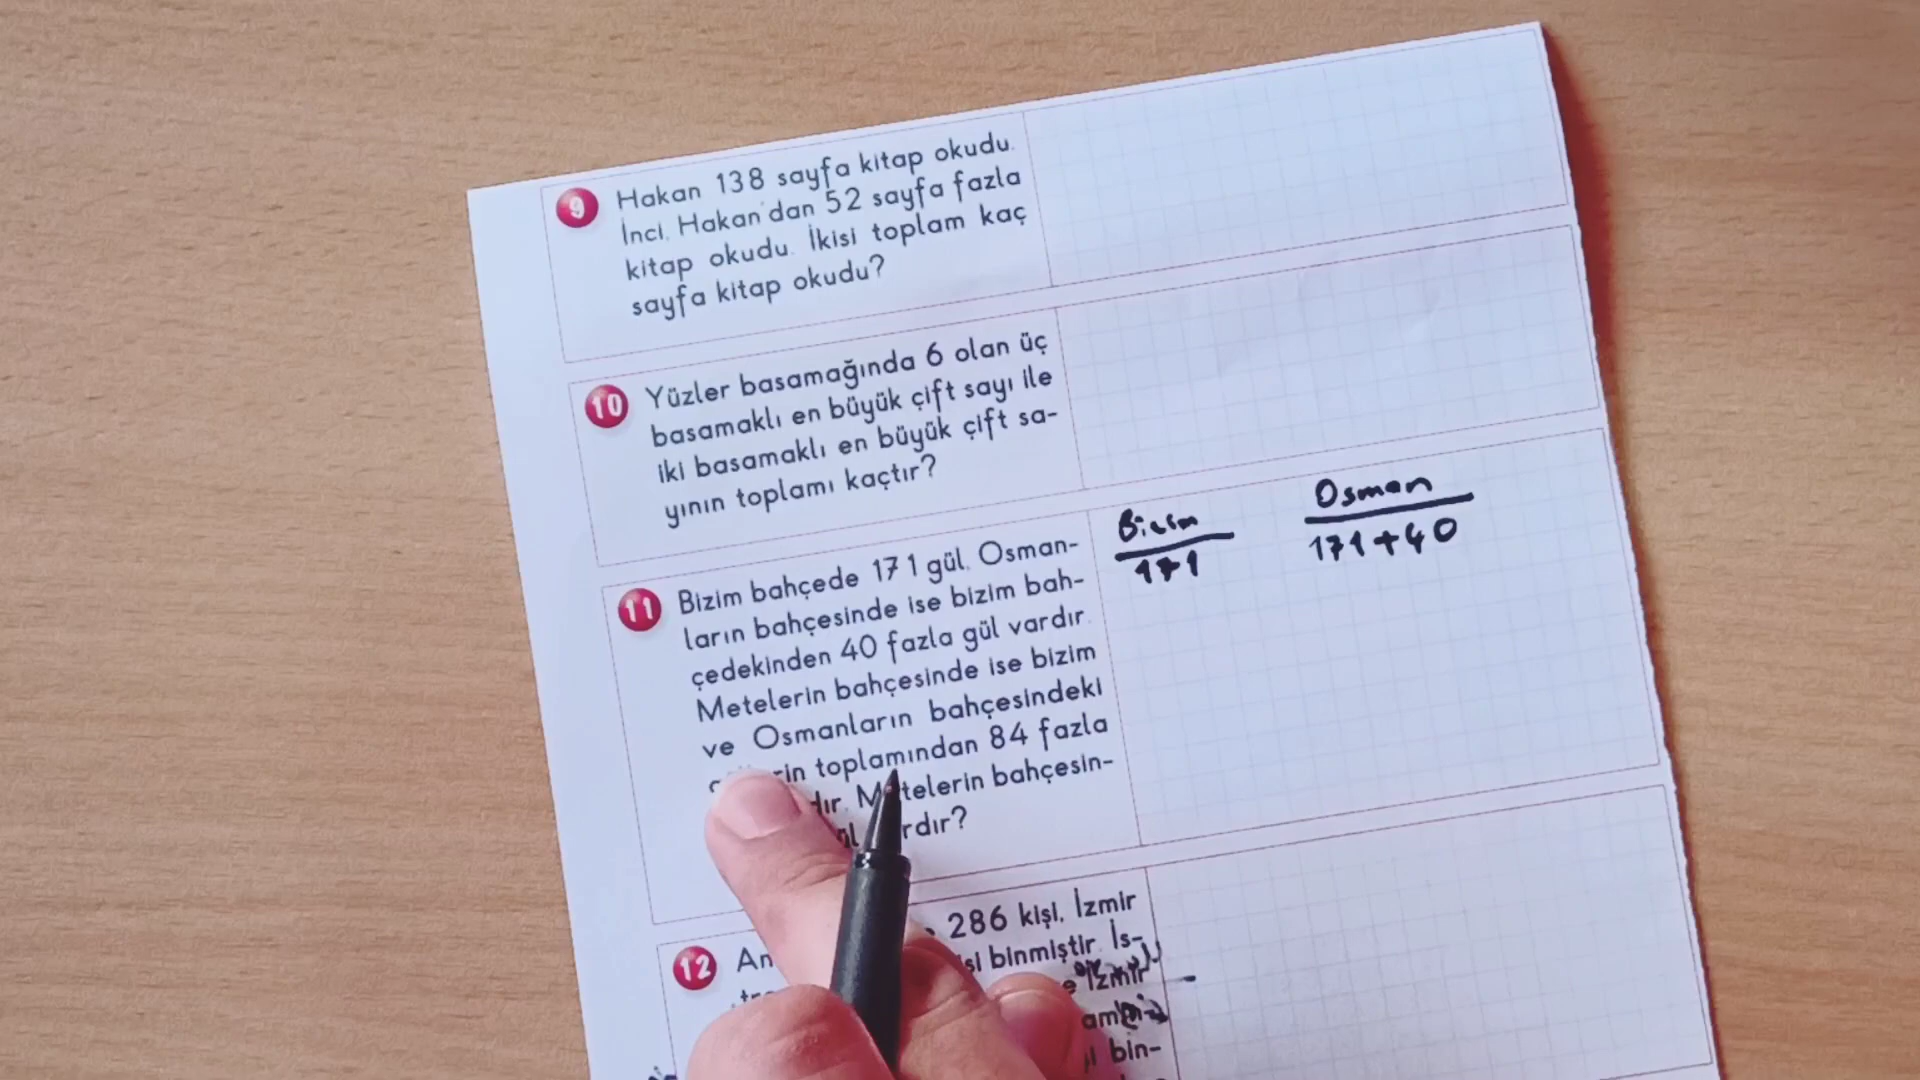 9 Hakan 138 sayfa kitap okudu.
İnci, Hakan'dan 52 sayfa fazla
kitap okudu. İkisi toplam kaç
sayfa kitap okudu?
10 Yüzler basamağında 6 olan üç
basamaklı en büyük çift sayı ile
iki basamaklı en büyük çift sa-
yının toplamı kaçtır?
11 Bizim bahçede 171 gül, Osman-
ların bahçesinde ise bizim bah-
çedekinden 40 fazla gül vardır.
Metelerin bahçesinde ise bizim
ve Osmanların bahçesindeki
toplamından 84 fazla
Metelerin bahçesin-
Bizim
171
Osman
171+40
12
286 kişi, İzmir
binmiştir. İs-
İzmir
bin-